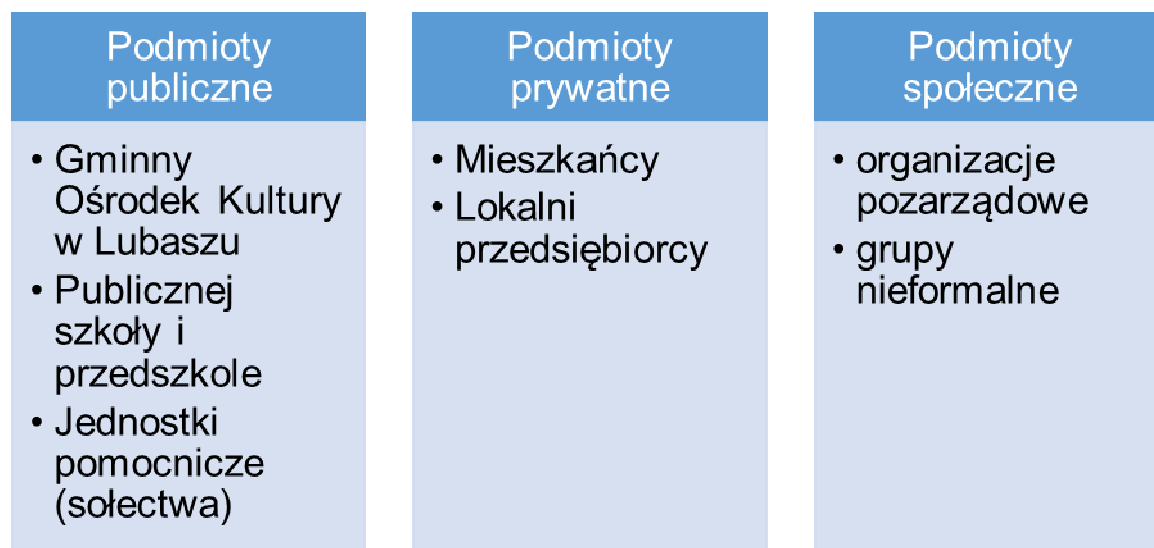 Podmioty
publiczne
• Gminny
Ośrodek Kultury
w Lubaszu
• Publicznej
szkoły i
przedszkole
• Jednostki
pomocnicze
(sołectwa)
Podmioty
prywatne
• Mieszkańcy
• Lokalni
przedsiębiorcy
Podmioty
społeczne
• organizacje
pozarządowe
• grupy
nieformalne